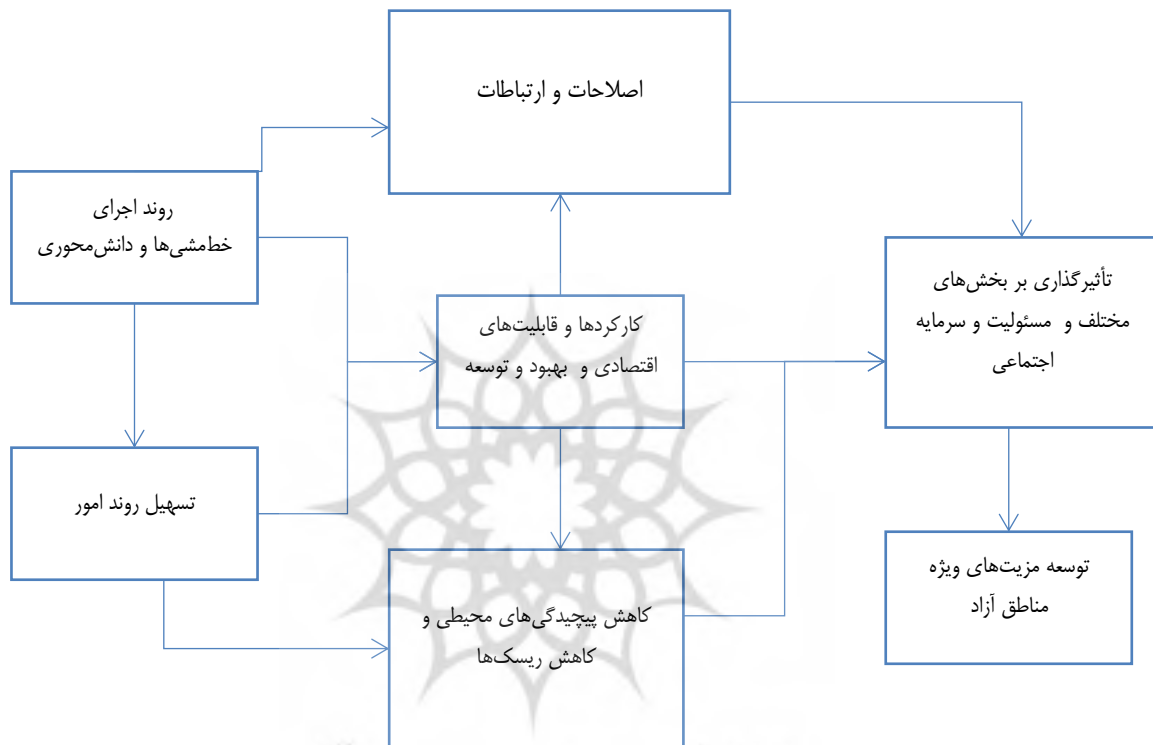 اصلاحات و ارتباطات
روند اجرای
خط‌مشی‌ها و دانش‌محوری
تأثیرگذاری بر بخش‌های
مختلف و مسئولیت و سرمایه
اجتماعی
کارکردها و قابلیت‌های
اقتصادی و بهبود و توسعه
تسهیل روند امور
توسعه مزیت‌های ویژه
مناطق آزاد
کاهش پیچیدگی‌های محیطی و
کاهش ریسک‌ها